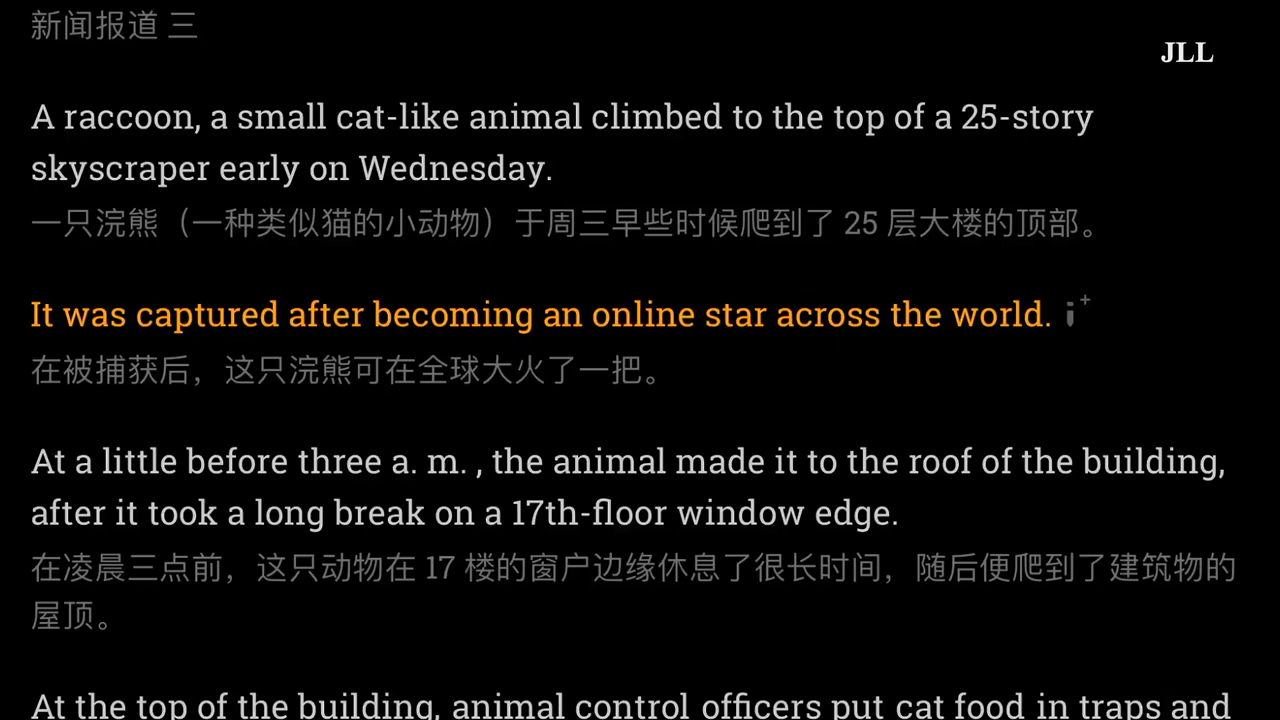 新闻报道 三
JLL
A raccoon, a small cat-like animal climbed to the top of a 25-story
skyscraper early on Wednesday.
一只浣熊（一种类似猫的小动物）于周三早些时候爬到了 25 层大楼的顶部。
It was captured after becoming an online star across the world.
在被捕获后，这只浣熊可在全球大火了一把。
At a little before three a. m. , the animal made it to the roof of the building,
after it took a long break on a 17th-floor window edge.
在凌晨三点前，这只动物在 17 楼的窗户边缘休息了很长时间，随后便爬到了建筑物的
屋顶。
At the top of the building, animal control officers put cat food in traps and